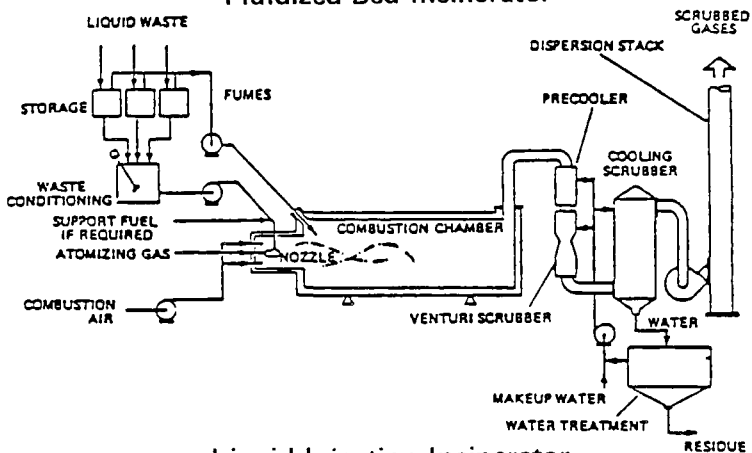 Fluidized Bed Incinerator
LIQUID WASTE
SCRUBBED
GASES
DISPERSION STACK
STORAGE
FUMES
PRECOOLER
COOLING
SCRUBBER
WASTE
CONDITIONING
SUPPORT FUEL
IF REQUIRED
COMBUSTION CHAMBER
ATOMIZING GAS
NOZZLE
COMBUSTION
AIR
VENTURI SCRUBBER
WATER
MAKEUP WATER
WATER TREATMENT
RESIDUE
Liquid Injection Incinerator